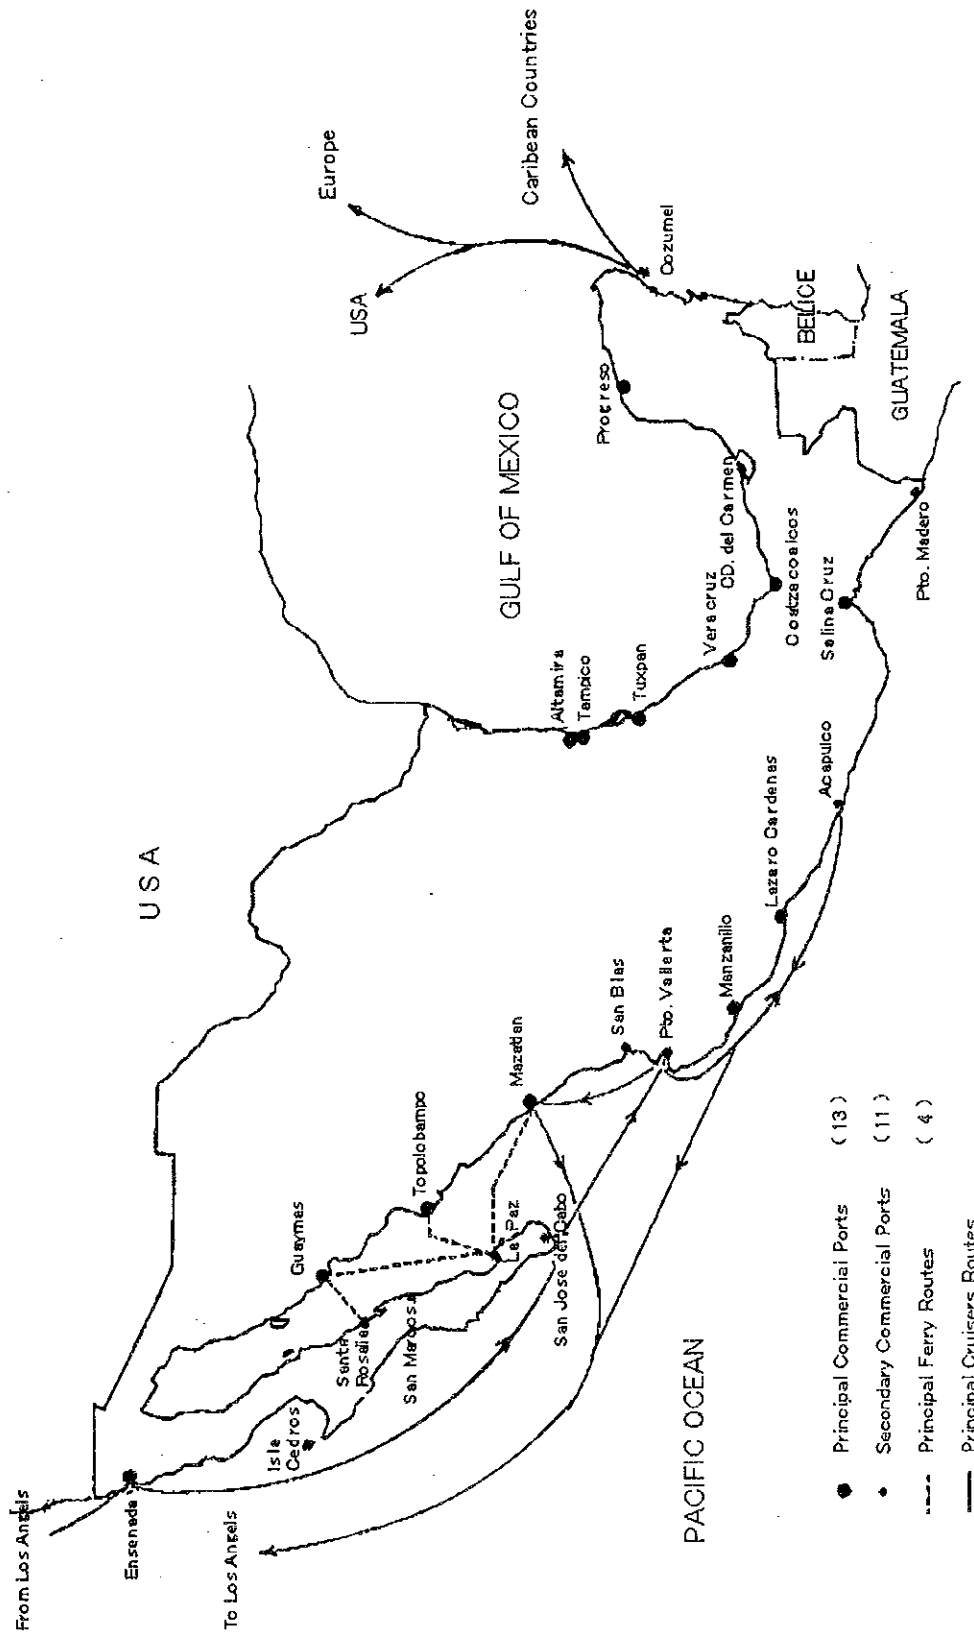 From Los Angels
Ensenada
To Los Angels
Isla
Cedros
Guaymas
Santa
Rosalia
San Marcos
Topolobampo
La Paz
San Jose del Cabo
Mazatlan
San Blas
Pto. Vallerta
Manzanillo
Lazaro Cardenas
Acapulco
Salina Cruz
Pto. Madero
USA
GULF OF MEXICO
Altamira
Tampico
Tuxpan
Veracruz
CD. del Carmen
Coatzacoalcos
Progreso
Cozumel
USA
Europe
Caribean Countries
BELICE
GUATEMALA
PACIFIC OCEAN
Principal Commercial Ports (13)
Secondary Commercial Ports (11)
Principal Ferry Routes (4)
Principal Cruisers Routes